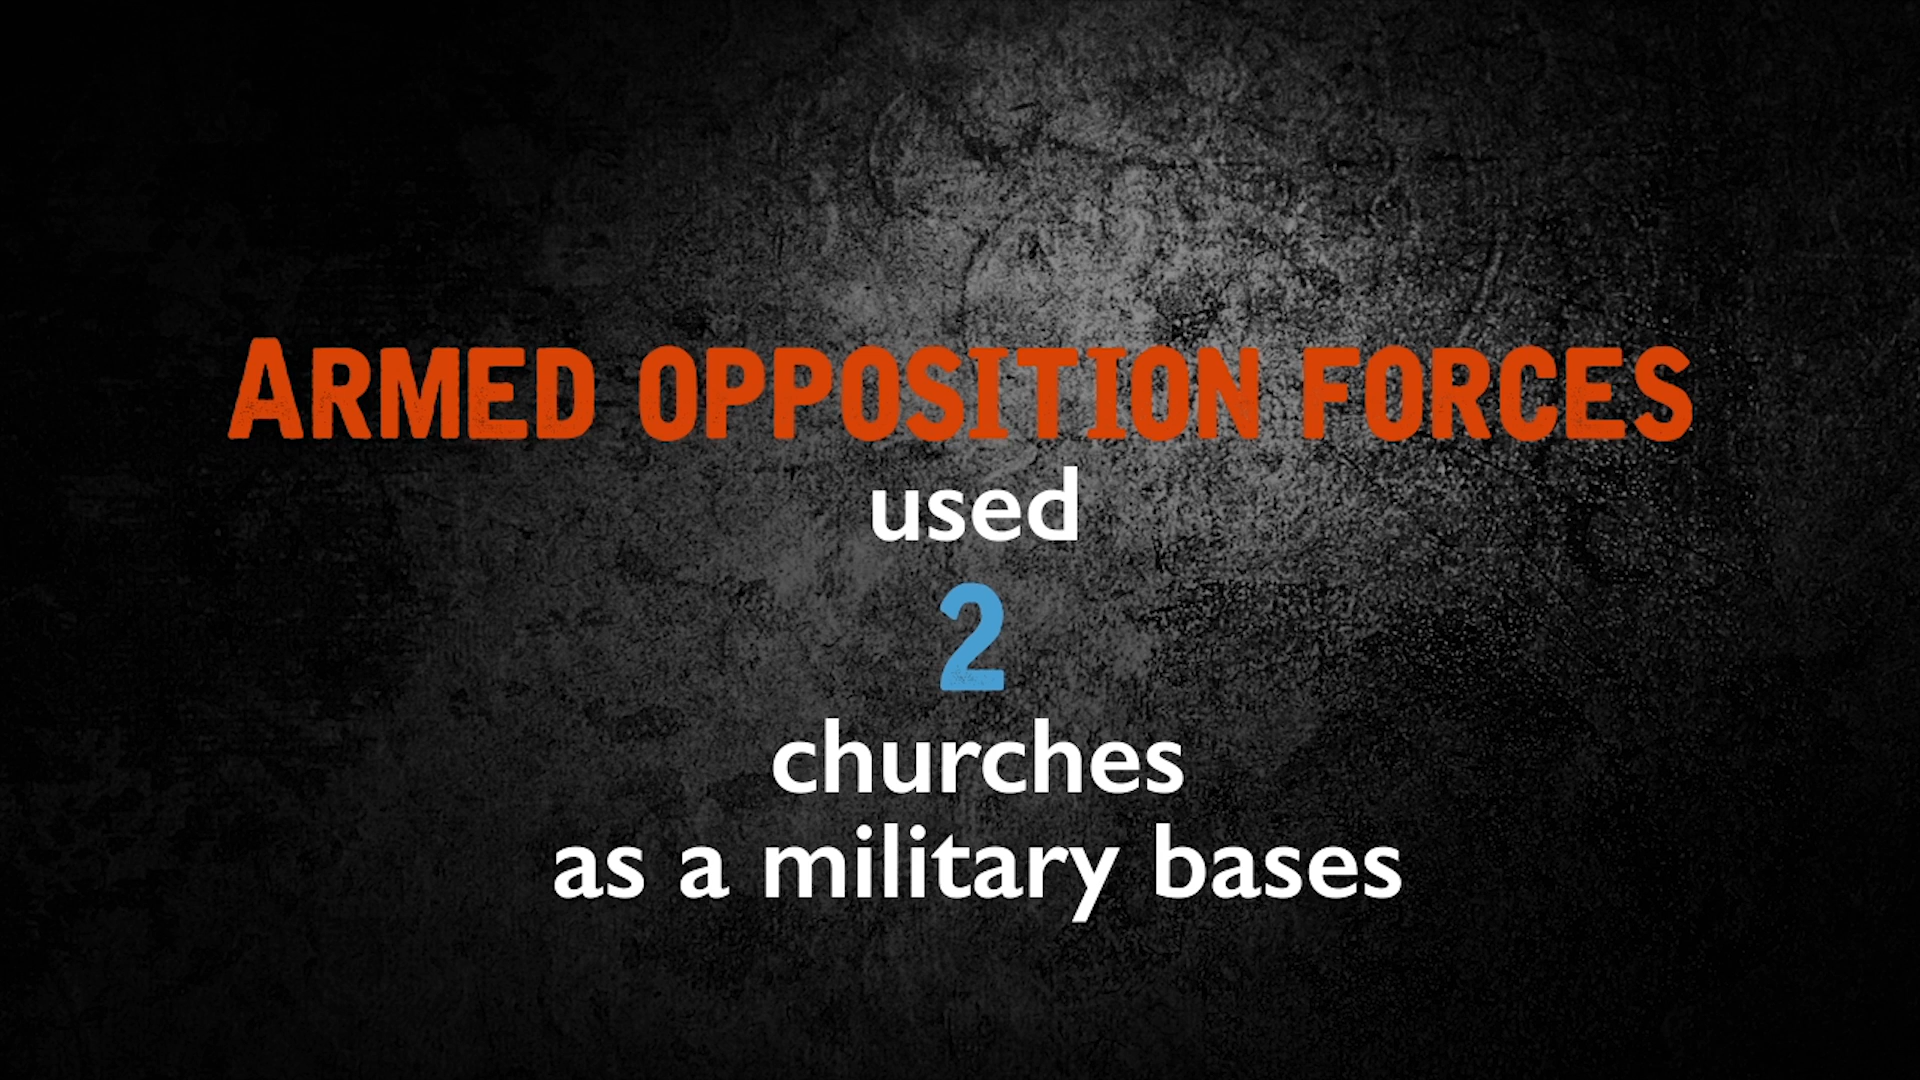 ARMED OPPOSITION FORCES
used
2
churches
as a military bases